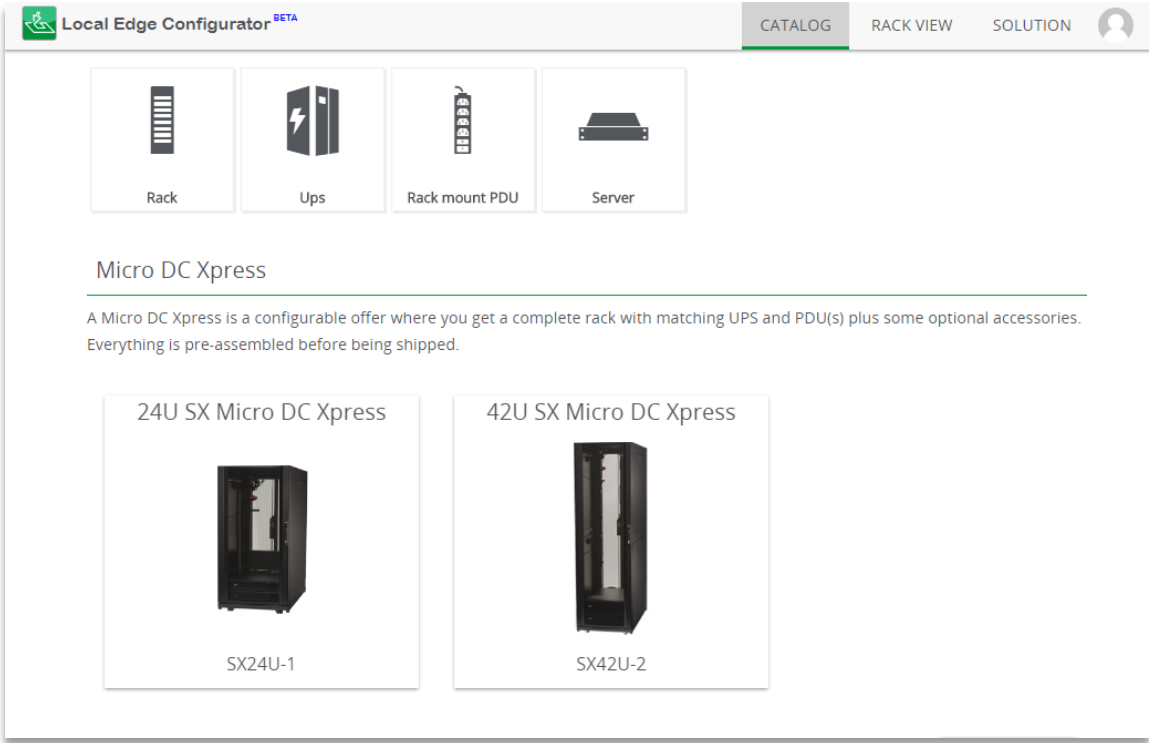 Local Edge Configurator BETA
CATALOG
RACK VIEW
SOLUTION
Rack
Ups
Rack mount PDU
Server
Micro DC Xpress
A Micro DC Xpress is a configurable offer where you get a complete rack with matching UPS and PDU(s) plus some optional accessories.
Everything is pre-assembled before being shipped.
24U SX Micro DC Xpress
42U SX Micro DC Xpress
SX24U-1
SX42U-2